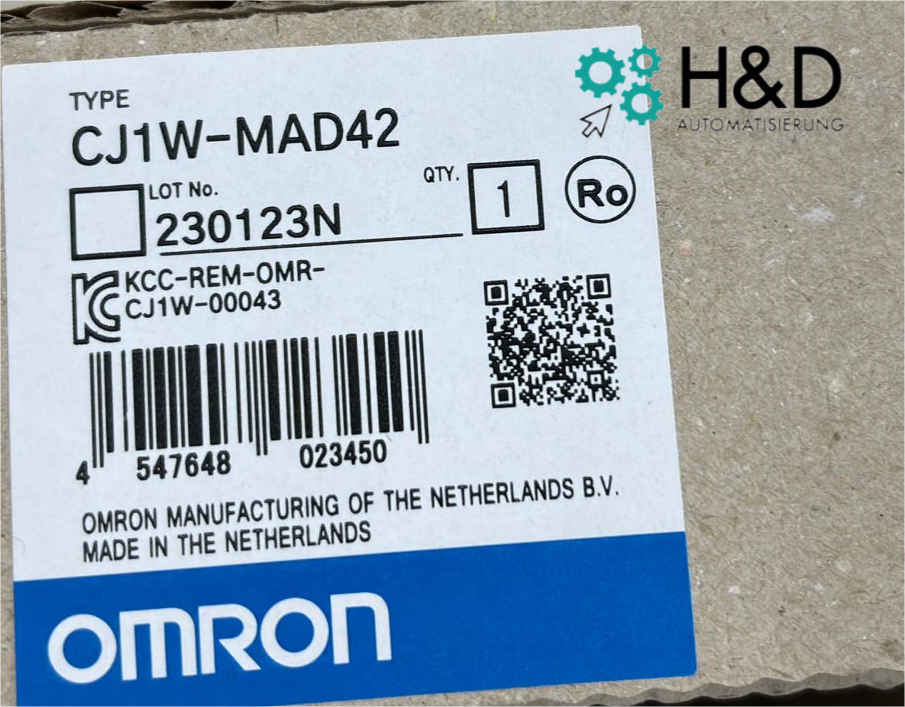 H&D
AUTOMATISIERUNG
TYPE
CJ1W-MAD42
LOT No.
230123N
QTY.
1
Ro
KC
KCC-REM-OMR-
CJ1W-00043
4 547648 023450
OMRON MANUFACTURING OF THE NETHERLANDS B.V.
MADE IN THE NETHERLANDS
OMRON